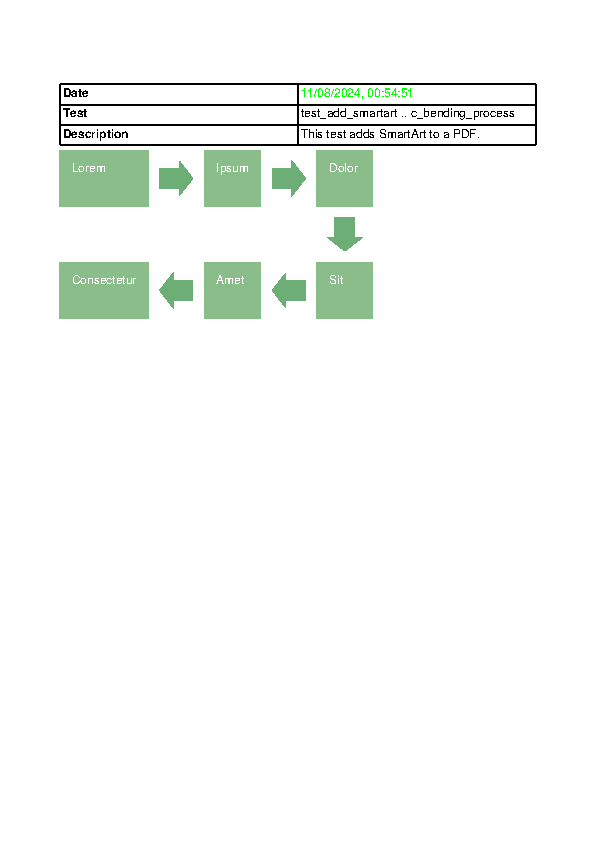 Date 11/08/2024, 00:54:51
Test test_add_smartart .. c_bending_process
Description This test adds SmartArt to a PDF.
Lorem Ipsum Dolor
Consectetur Amet Sit